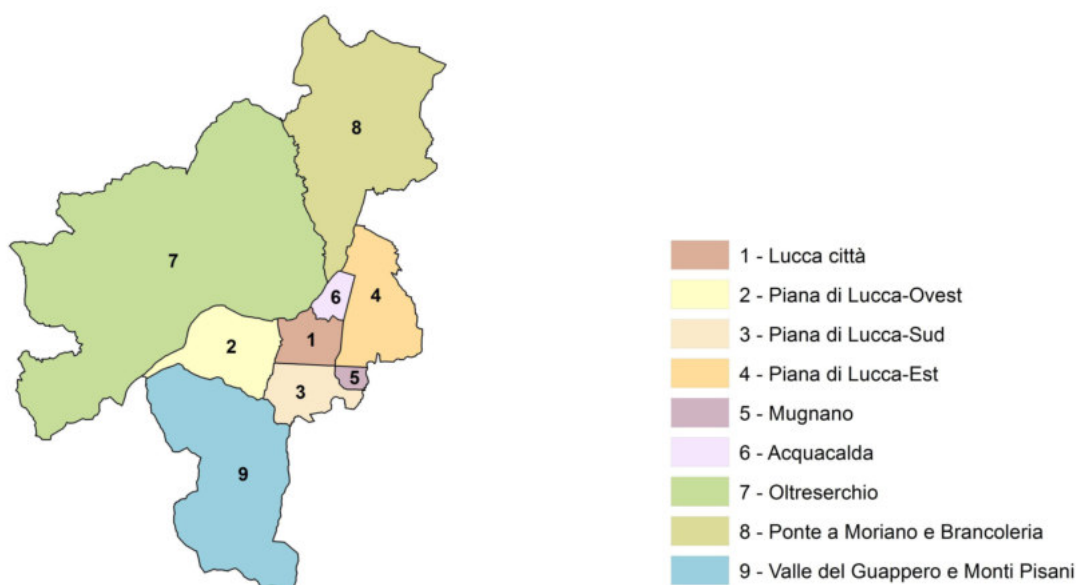 8
7
6
4
1
2
5
3
9
1 - Lucca città
2 - Piana di Lucca-Ovest
3 - Piana di Lucca-Sud
4 - Piana di Lucca-Est
5 - Mugnano
6 - Acquacalda
7 - Oltreserchio
8 - Ponte a Moriano e Brancoleria
9 - Valle del Guappero e Monti Pisani